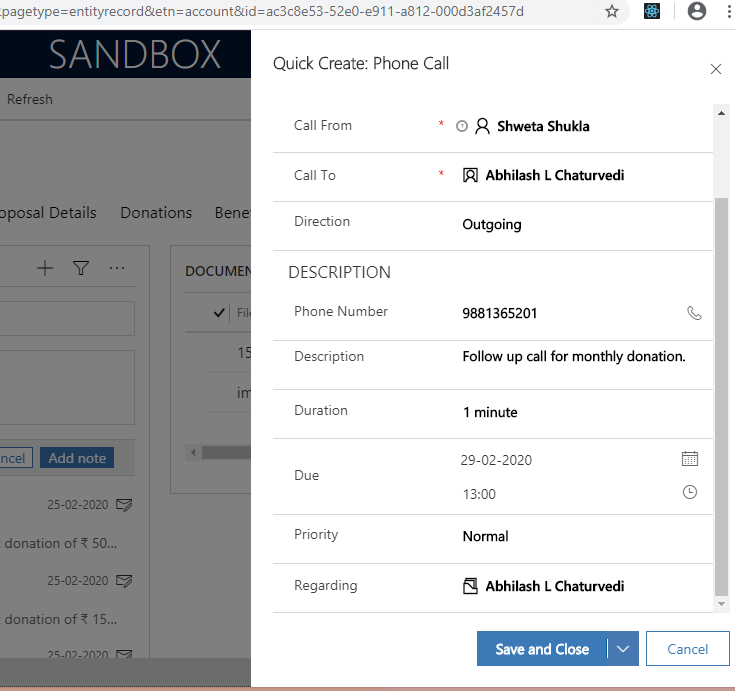 pagetype=entityrecord&etn=account&id=ac3c8e53-52e0-e911-a812-000d3af2457d
SANDBOX
Refresh
oposal Details Donations Bene
DOCUMEN
File
15
im
ncel Add note
25-02-2020
donation of ₹ 50...
25-02-2020
donation of ₹ 15...
25-02-2020
Quick Create: Phone Call
Call From * Shweta Shukla
Call To * Abhilash L Chaturvedi
Direction Outgoing
DESCRIPTION
Phone Number 9881365201
Description Follow up call for monthly donation.
Duration 1 minute
Due 29-02-2020
13:00
Priority Normal
Regarding Abhilash L Chaturvedi
Save and Close Cancel